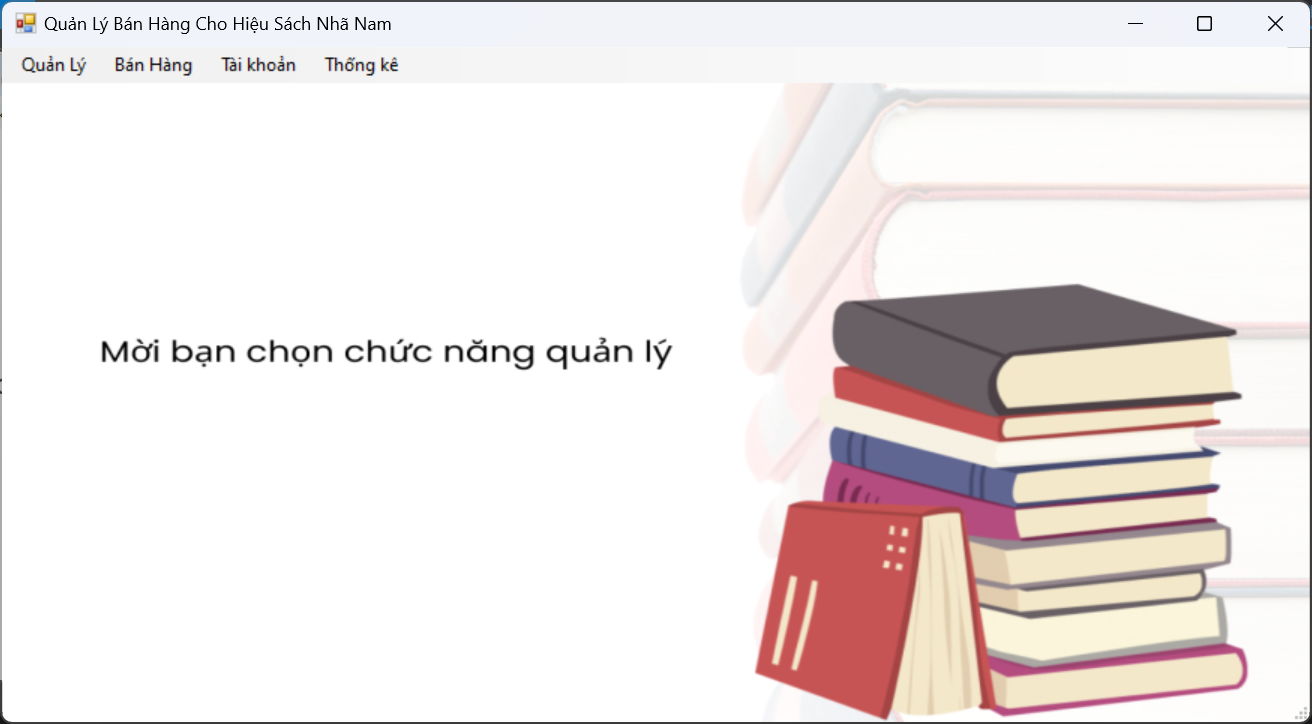 Quản Lý Bán Hàng Cho Hiệu Sách Nhã Nam
Quản Lý Bán Hàng Tài khoản Thống kê
Mời bạn chọn chức năng quản lý